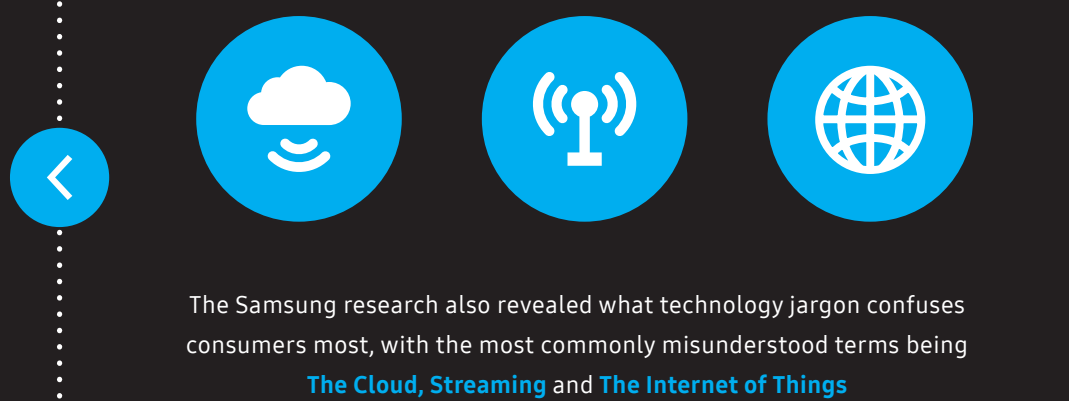 The Samsung research also revealed what technology jargon confuses
consumers most, with the most commonly misunderstood terms being
The Cloud, Streaming and The Internet of Things